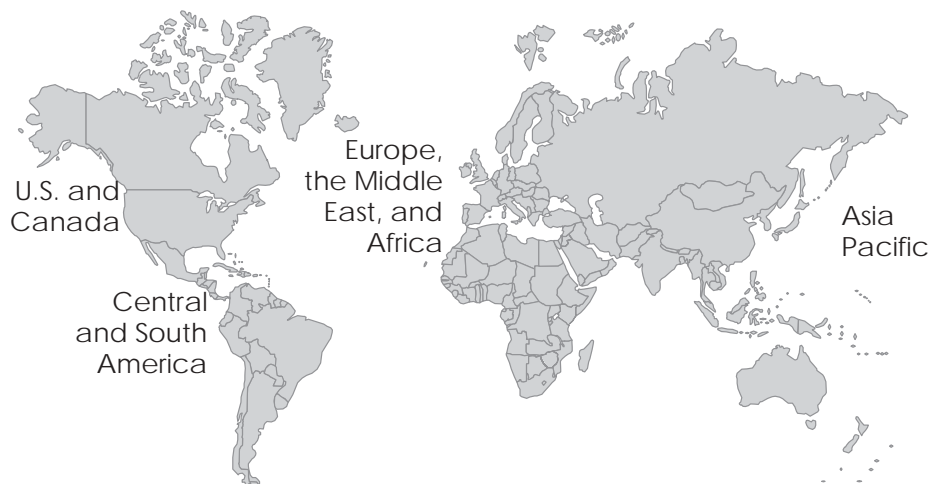 Europe,
the Middle
East, and
Africa
U.S. and
Canada
Asia
Pacific
Central
and South
America